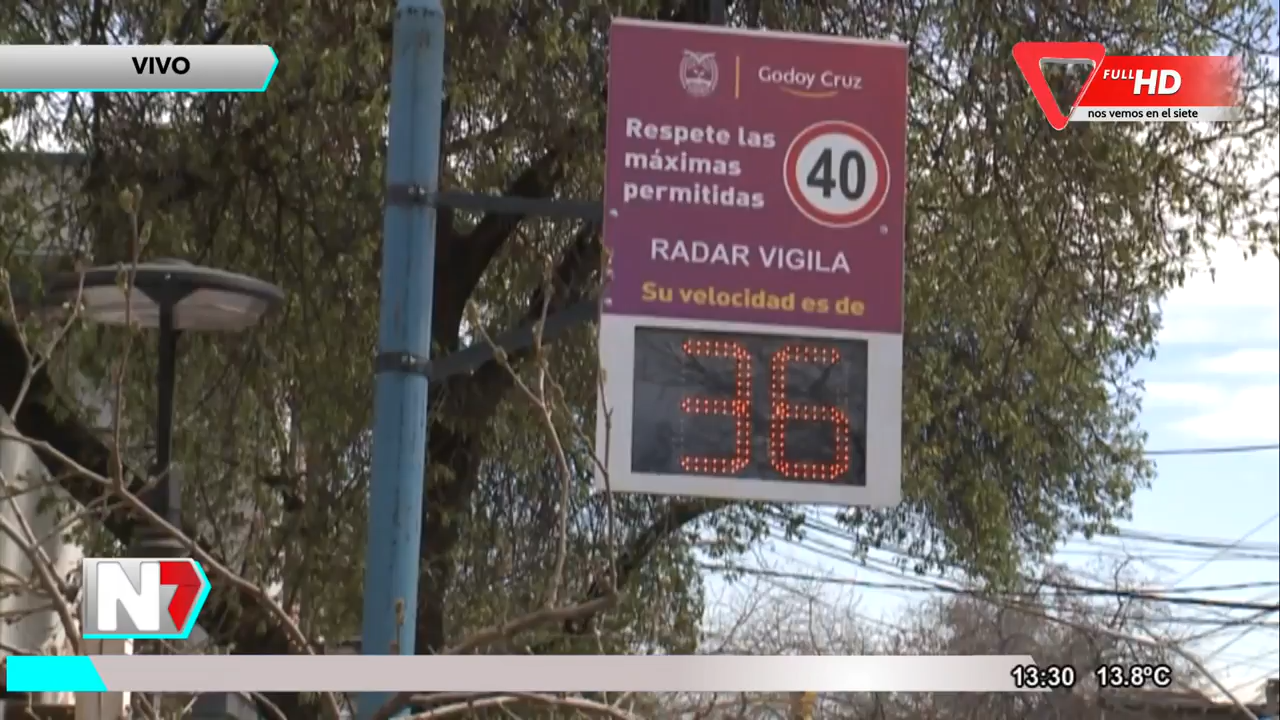 VIVO
FULL HD
nos vemos en el siete
Godoy Cruz
Respete las
máximas
permitidas
40
RADAR VIGILA
Su velocidad es de
36
N7
13:30 13.8ºC